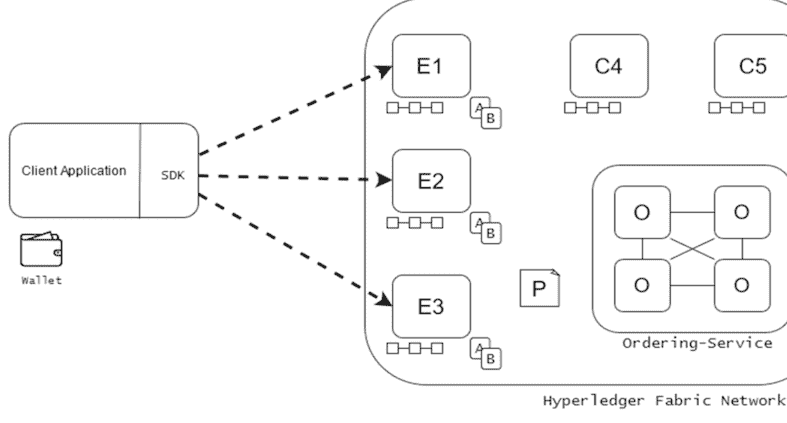 E1
C4
C5
A
B
Client Application
SDK
E2
A
B
Wallet
O
O
O
O
E3
P
A
B
Ordering-Service
Hyperledger Fabric Network